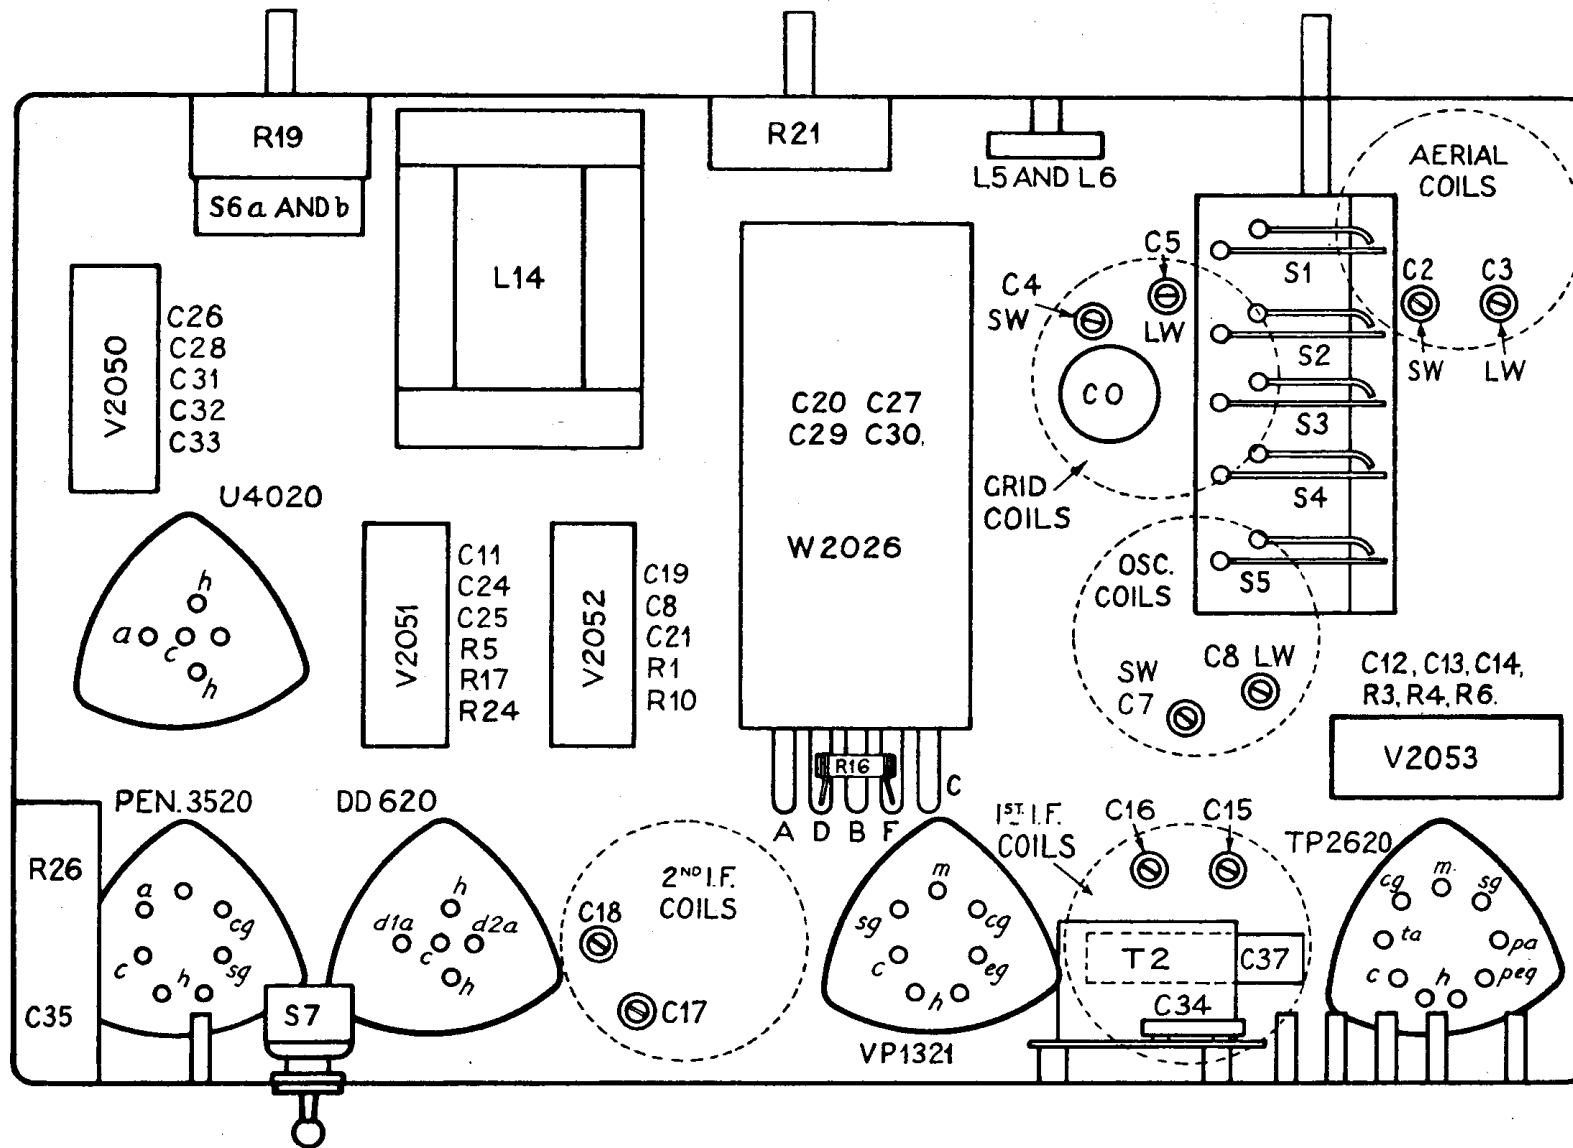 R19
S6a AND b
L14
R21
L5 AND L6
AERIAL
COILS
S1
S2
S3
S4
S5
C2
SW
C3
LW
C5
LW
C4
SW
CO
GRID
COILS
V2050
C26
C28
C31
C32
C33
U4020
h
a
c
h
V2051
C11
C24
C25
R5
R17
R24
V2052
C19
C8
C21
R1
R10
C20 C27
C29 C30,
W2026
R16
A D B F C
OSC.
COILS
SW
C7
C8 LW
C12, C13, C14,
R3, R4, R6.
V2053
R26
C35
PEN.3520
a
cg
c
sg
h
S7
DD 620
h
d1a
d2a
c
h
2ND I.F.
COILS
C18
C17
m
sg
cg
c
eg
h
VP1321
1ST I.F.
COILS
C16
C15
T2
C37
C34
TP2620
m.
cg
sg
ta
pa
c
h
peg